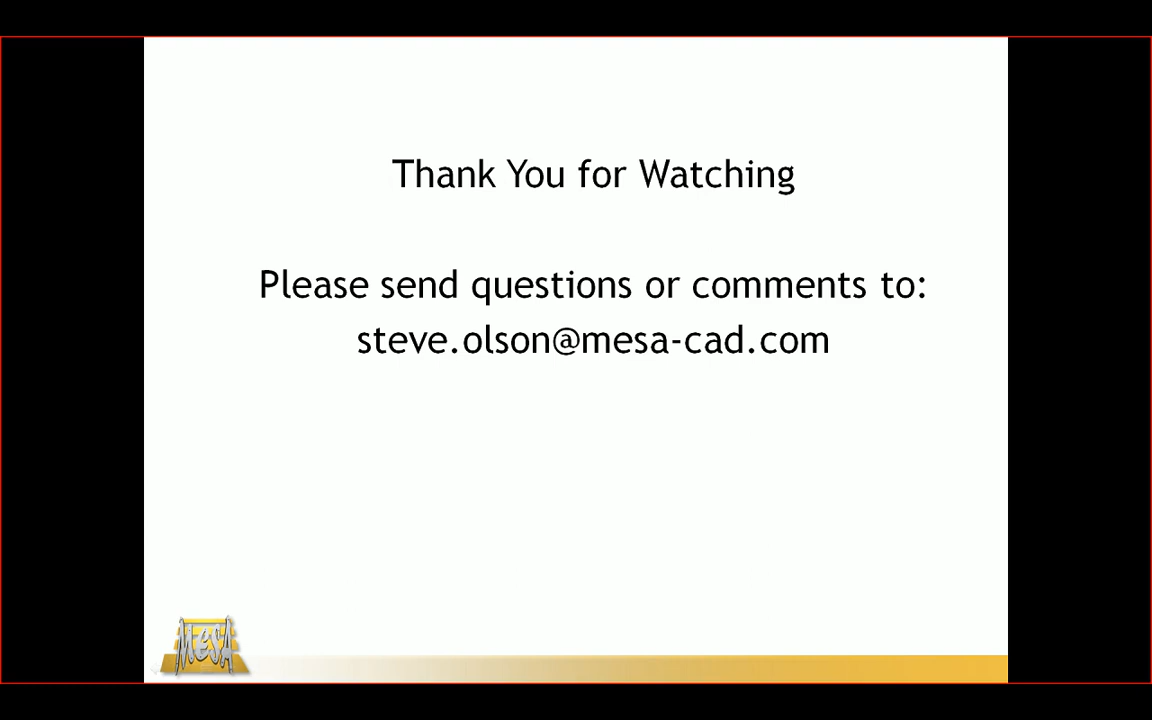 Thank You for Watching
Please send questions or comments to:
steve.olson@mesa-cad.com
MeSA